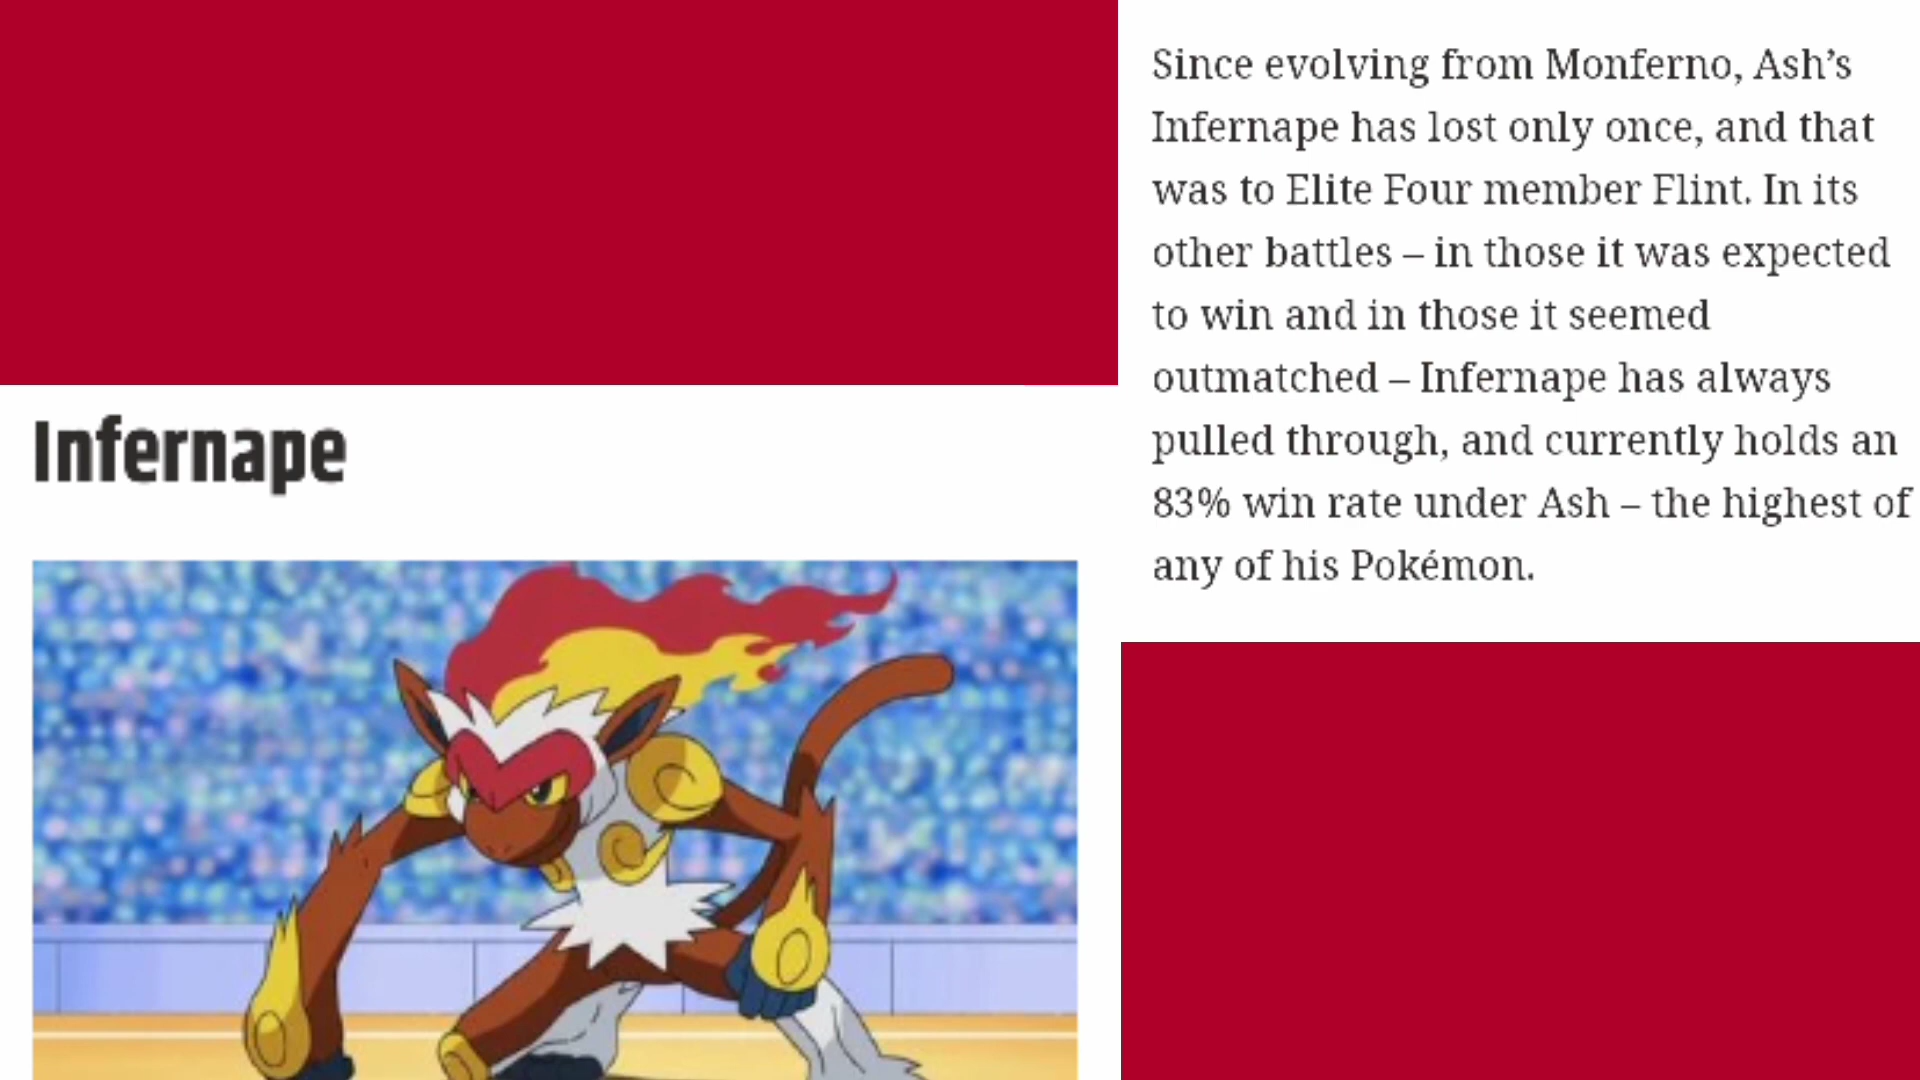 Infernape
Since evolving from Monferno, Ash’s
Infernape has lost only once, and that
was to Elite Four member Flint. In its
other battles – in those it was expected
to win and in those it seemed
outmatched – Infernape has always
pulled through, and currently holds an
83% win rate under Ash – the highest of
any of his Pokémon.